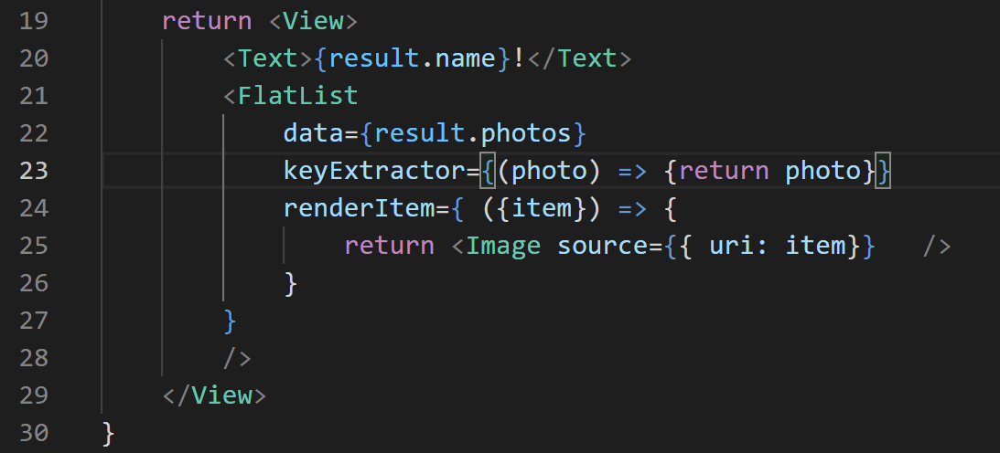 19 return <View>
20 <Text>{result.name}!</Text>
21 <FlatList
22 data={result.photos}
23 keyExtractor={(photo) => {return photo}}
24 renderItem={ ({item}) => {
25 return <Image source={{ uri: item}}   />
26 }
27 }
28 />
29 </View>
30 }